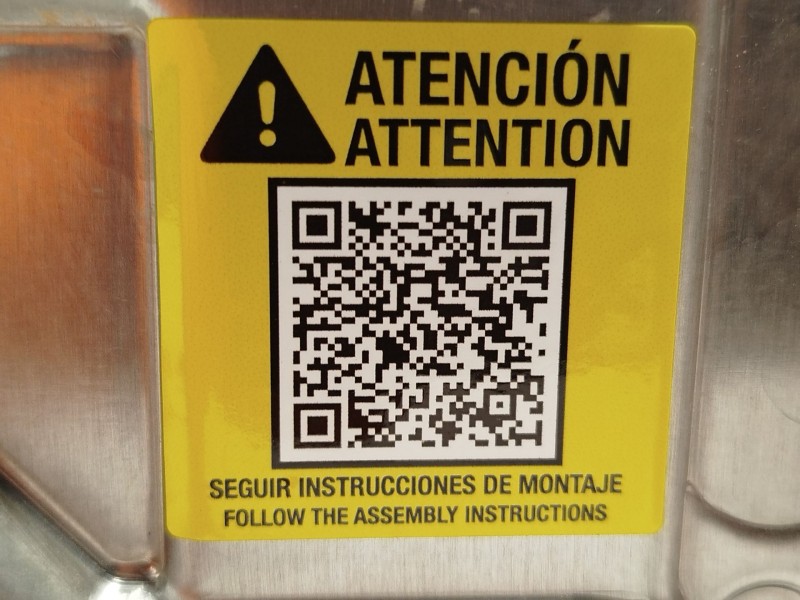 ATENCIÓN
ATTENTION
SEGUIR INSTRUCCIONES DE MONTAJE
FOLLOW THE ASSEMBLY INSTRUCTIONS